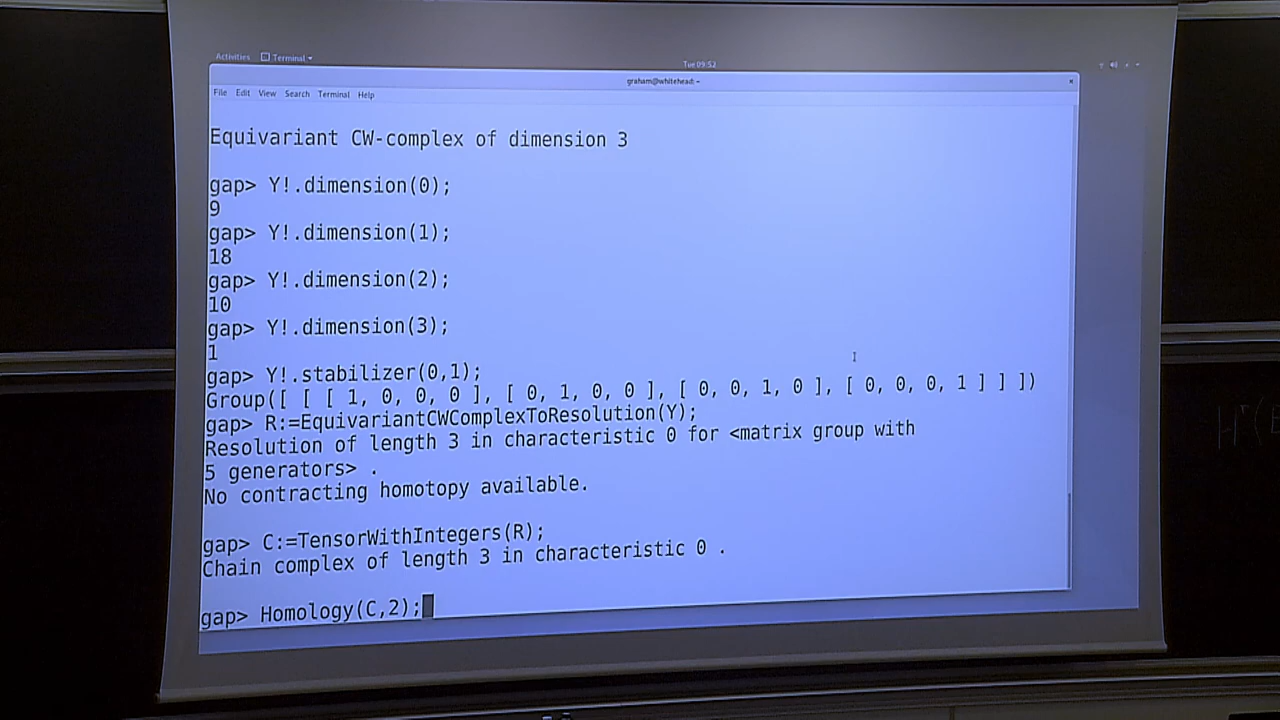 Activities Terminal
Tue 09:52
graham@whitehead:~
File Edit View Search Terminal Help
Equivariant CW-complex of dimension 3
gap> Y!.dimension(0);
9
gap> Y!.dimension(1);
18
gap> Y!.dimension(2);
10
gap> Y!.dimension(3);
1
gap> Y!.stabilizer(0,1);
Group([ [ [ 1, 0, 0, 0 ], [ 0, 1, 0, 0 ], [ 0, 0, 1, 0 ], [ 0, 0, 0, 1 ] ] ])
gap> R:=EquivariantCWComplexToResolution(Y);
Resolution of length 3 in characteristic 0 for <matrix group with
5 generators> .
No contracting homotopy available.
gap> C:=TensorWithIntegers(R);
Chain complex of length 3 in characteristic 0 .
gap> Homology(C,2);